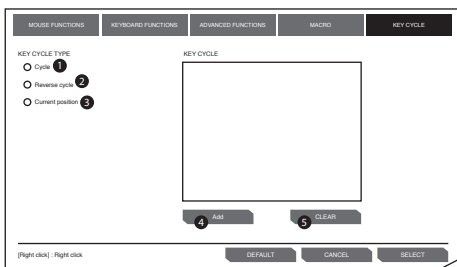 MOUSE FUNCTIONS KEYBOARD FUNCTIONS ADVANCED FUNCTIONS MACRO KEY CYCLE
KEY CYCLE TYPE KEY CYCLE
Cycle 1
Reverse cycle 2
Current position 3
4 Add 5 CLEAR
[Right click] : Right click DEFAULT CANCEL SELECT